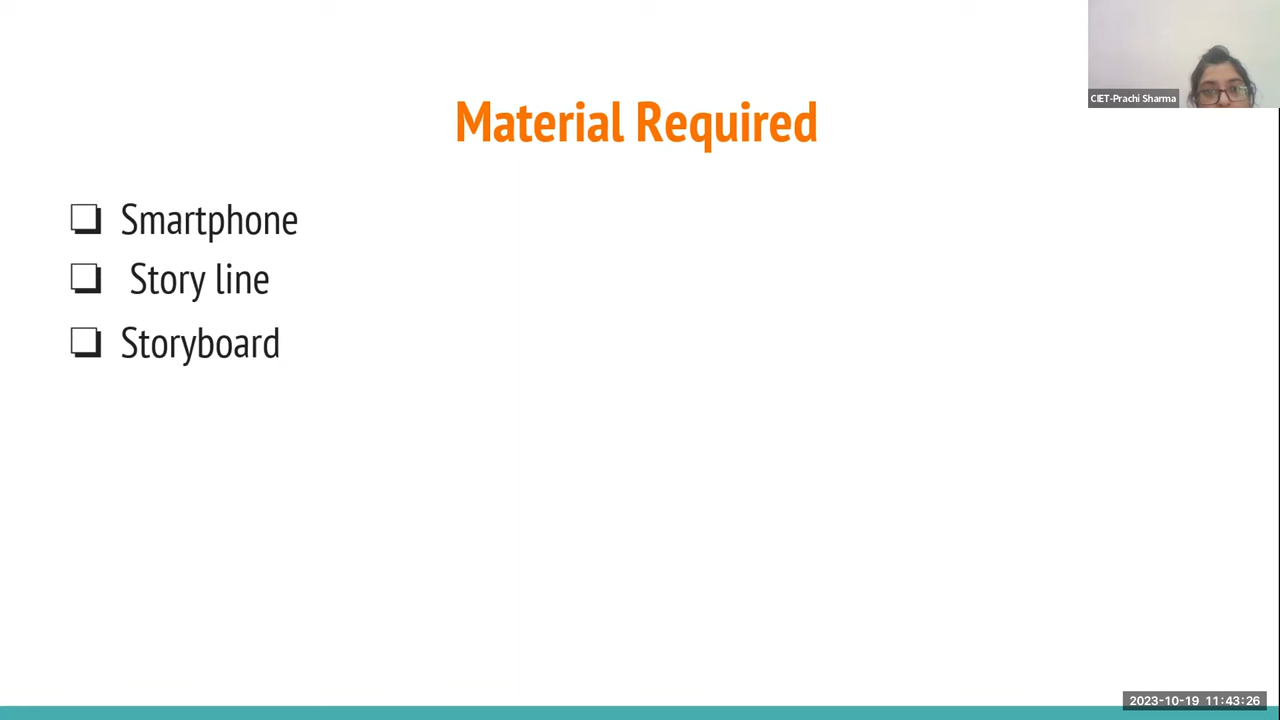 CIET-Prachi Sharma
Material Required
Smartphone
Story line
Storyboard
2023-10-19 11:43:26